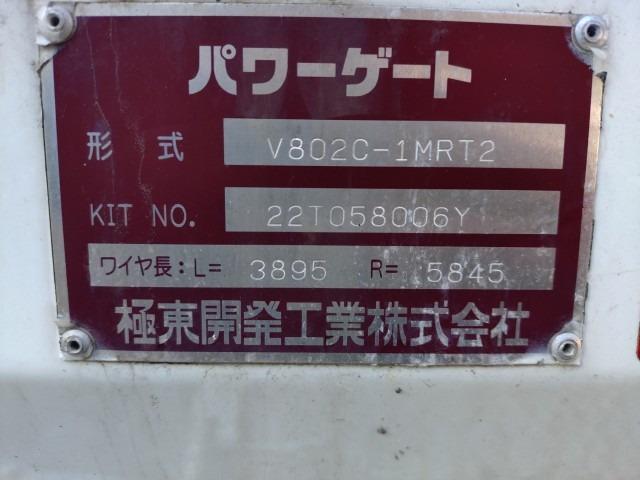 パワーゲート
形 式 V802C-1MRT2
KIT NO. 22T058006Y
ワイヤ長:L= 3895 R= 5845
極東開発工業株式会社